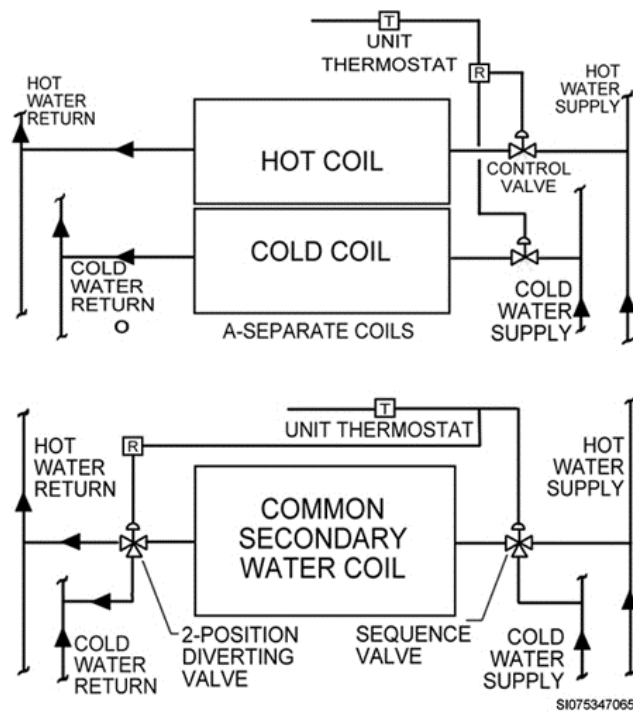 T
UNIT
THERMOSTAT
R
HOT
WATER
RETURN
HOT
WATER
SUPPLY
HOT COIL
CONTROL
VALVE
COLD COIL
COLD
WATER
RETURN
O
COLD
WATER
SUPPLY
A-SEPARATE COILS
T
UNIT THERMOSTAT
HOT
WATER
RETURN
R
HOT
WATER
SUPPLY
COMMON
SECONDARY
WATER COIL
COLD
WATER
RETURN
2-POSITION
DIVERTING
VALVE
SEQUENCE
VALVE
COLD
WATER
SUPPLY
SI075347065